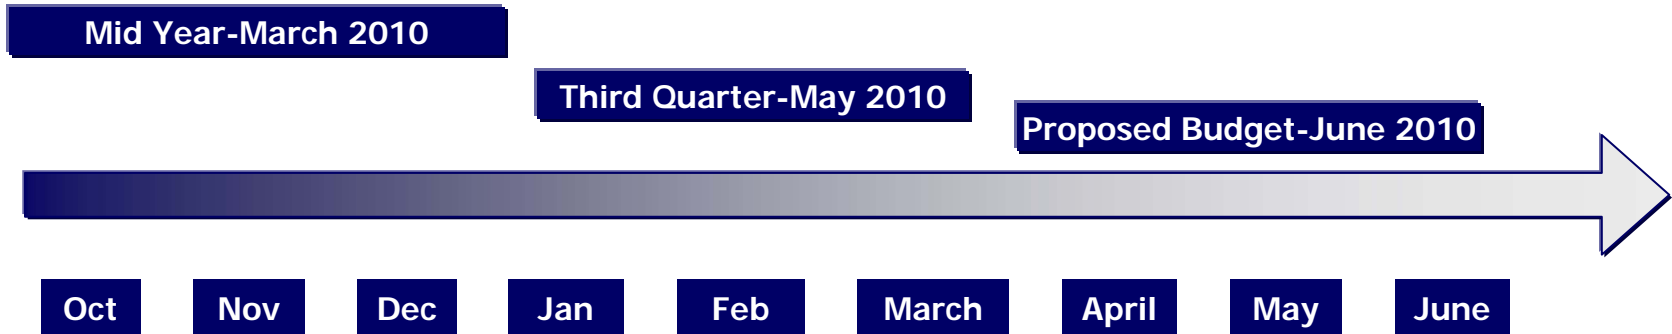 Mid Year-March 2010
Third Quarter-May 2010
Proposed Budget-June 2010
Oct Nov Dec Jan Feb March April May June